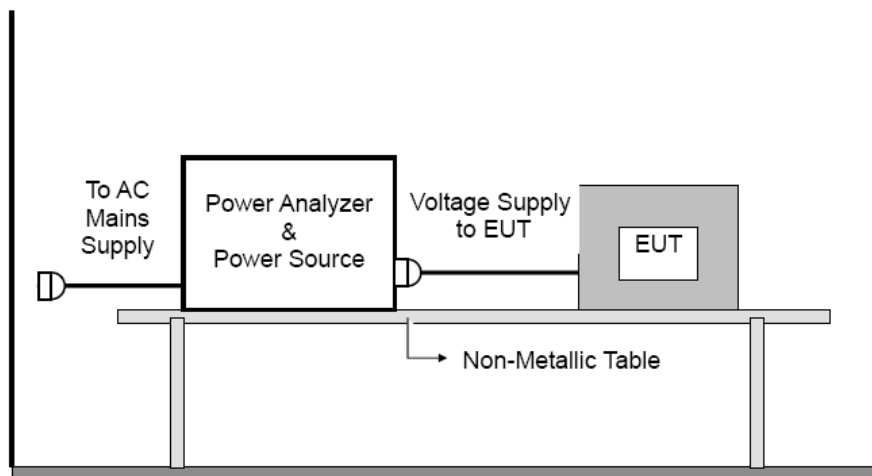 To AC
Mains
Supply
Power Analyzer
&
Power Source
Voltage Supply
to EUT
EUT
Non-Metallic Table